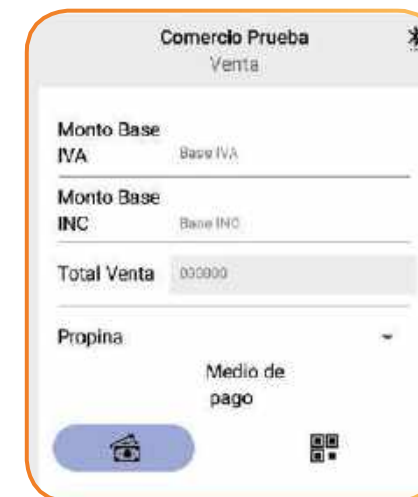 Comercio Prueba
Venta
Monto Base
IVA
Base IVA
Monto Base
INC
Base INC
Total Venta
000000
Propina
Medio de
pago